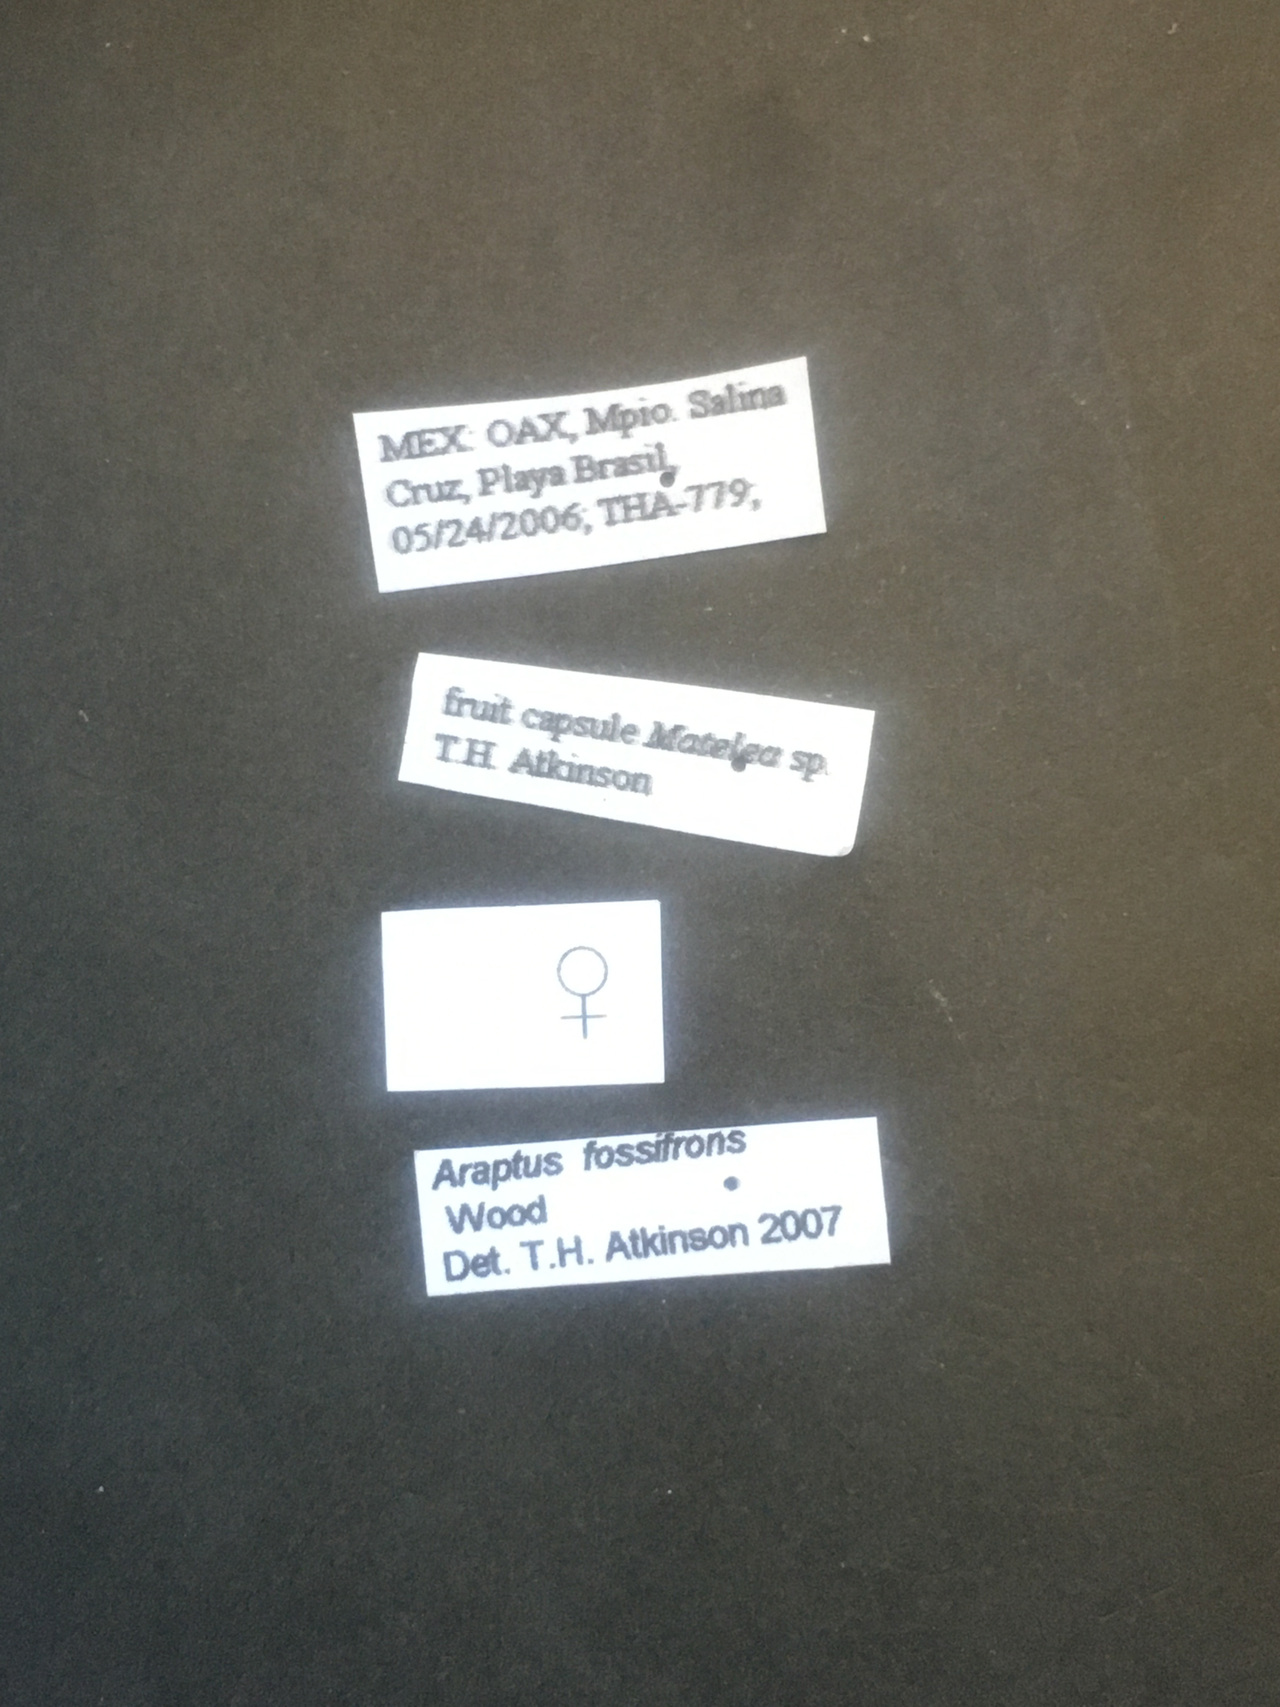 MEX: OAX, Mpio. Salina
Cruz, Playa Brasil,
05/24/2006; THA-779;
fruit capsule Matelea sp.
T.H. Atkinson
♀
Araptus fossifrons
Wood
Det. T.H. Atkinson 2007